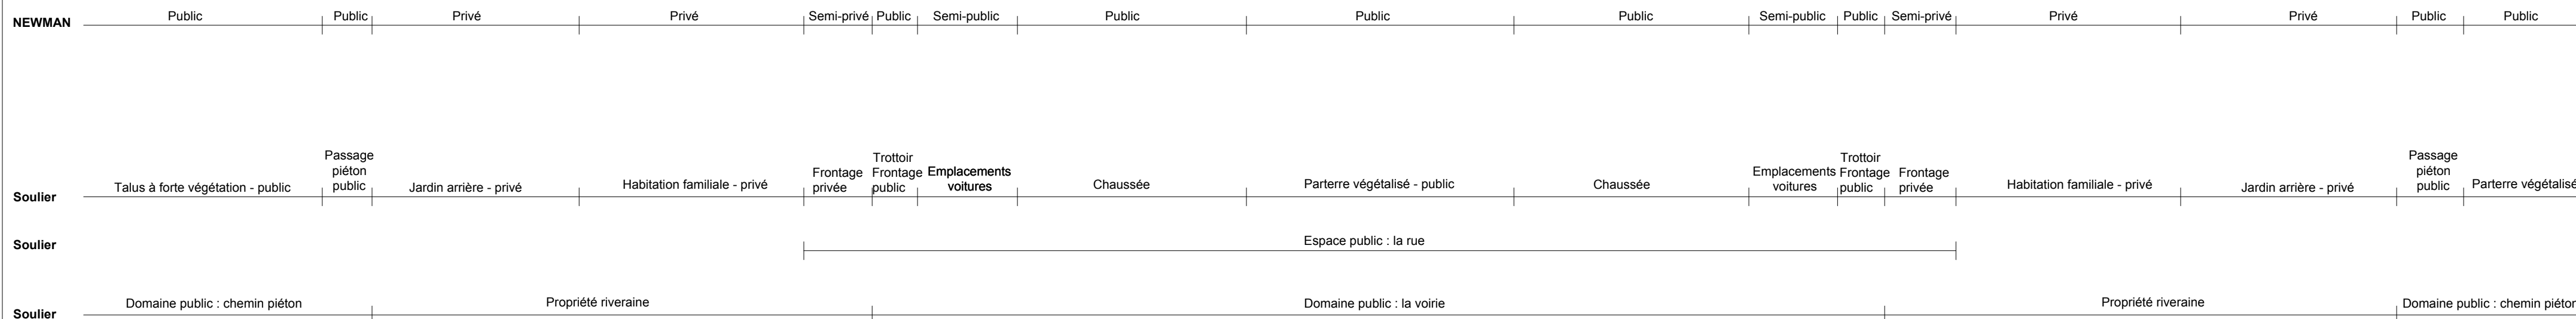 NEWMAN Public Public Privé Privé Semi-privé Public Semi-public Public Public Public Semi-public Public Semi-privé Privé Privé Public Public
Soulier
Talus à forte végétation - public
Passage
piéton
public
Jardin arrière - privé
Habitation familiale - privé
Frontage
privée
Trottoir
Frontage
public
Emplacements
voitures
Chaussée
Parterre végétalisé - public
Chaussée
Emplacements
voitures
Trottoir
Frontage
public
Frontage
privée
Habitation familiale - privé
Jardin arrière - privé
Passage
piéton
public
Parterre végétalisé
Soulier Espace public : la rue
Soulier Domaine public : chemin piéton Propriété riveraine Domaine public : la voirie Propriété riveraine Domaine public : chemin piéton